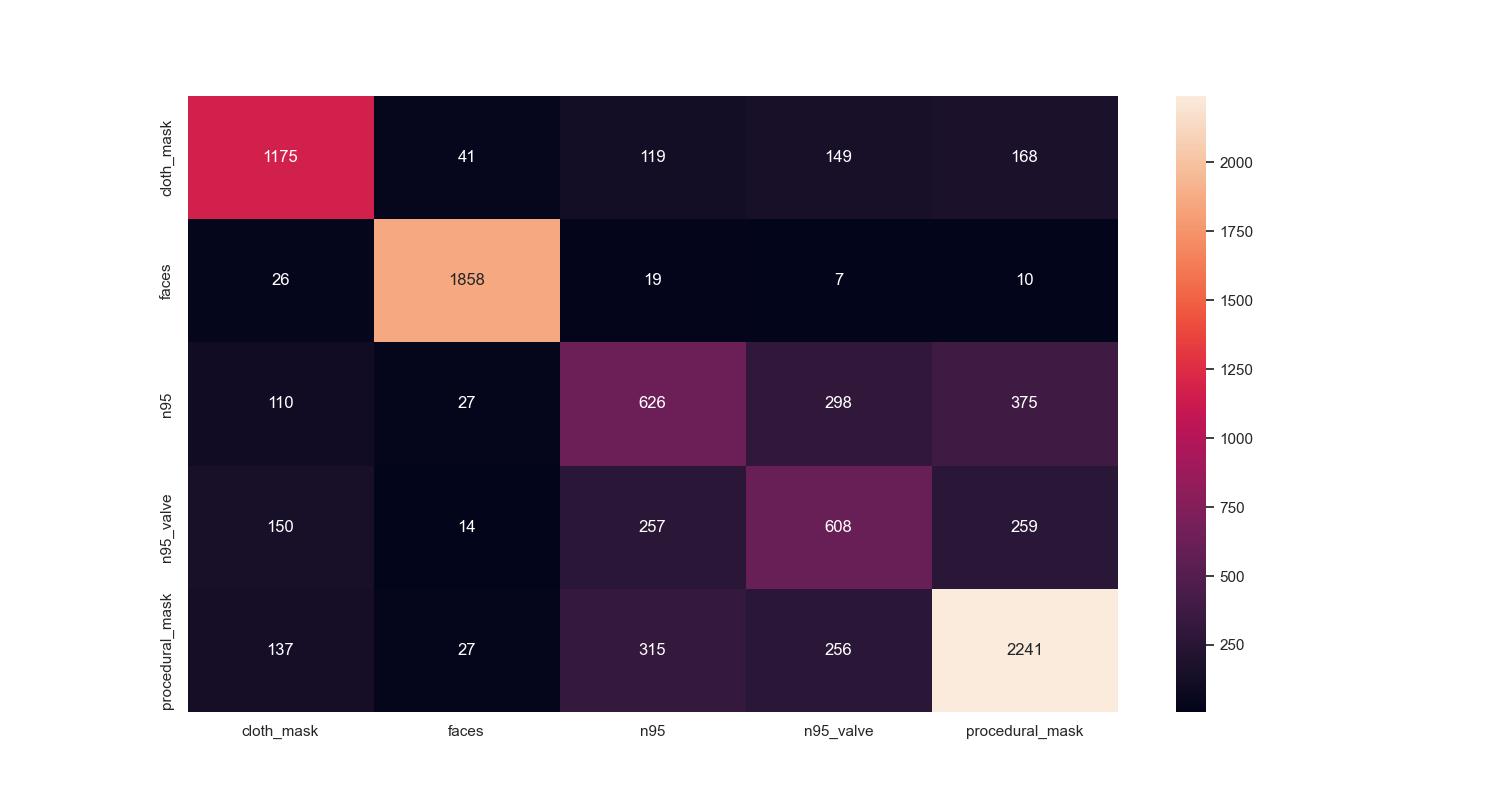 cloth_mask 1175 41 119 149 168
faces 26 1858 19 7 10
n95 110 27 626 298 375
n95_valve 150 14 257 608 259
procedural_mask 137 27 315 256 2241
cloth_mask faces n95 n95_valve procedural_mask
2000
1750
1500
1250
1000
750
500
250